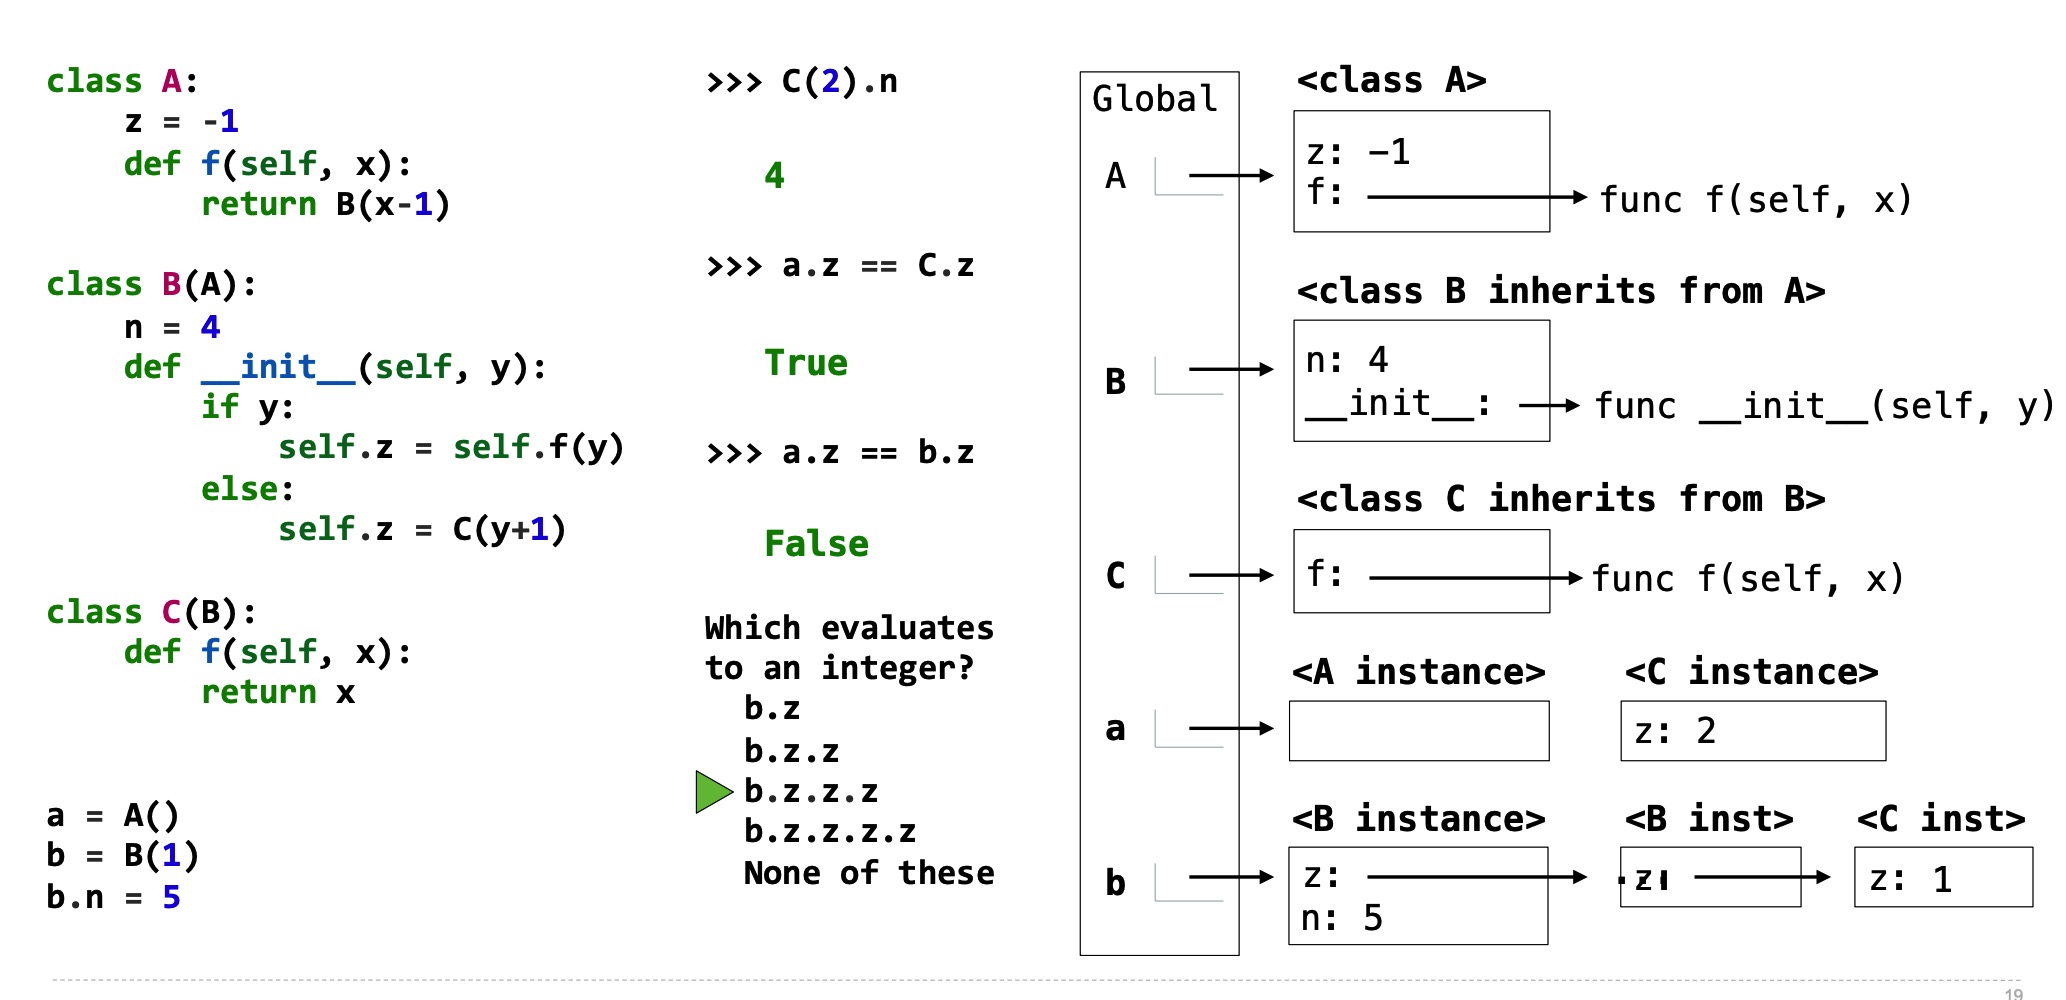 class A:
    z = -1
    def f(self, x):
        return B(x-1)

class B(A):
    n = 4
    def __init__(self, y):
        if y:
            self.z = self.f(y)
        else:
            self.z = C(y+1)

class C(B):
    def f(self, x):
        return x

a = A()
b = B(1)
b.n = 5

>>> C(2).n
4
>>> a.z == C.z
True
>>> a.z == b.z
False
Which evaluates
to an integer?
b.z
b.z.z
b.z.z.z
b.z.z.z.z
None of these

Global
A
B
C
a
b

<class A>
z: -1
f:
func f(self, x)
<class B inherits from A>
n: 4
__init__:
func __init__(self, y)
<class C inherits from B>
f:
func f(self, x)
<A instance>
<C instance>
z: 2
<B instance>
<B inst>
<C inst>
z:
z:
z: 1
n: 5
19